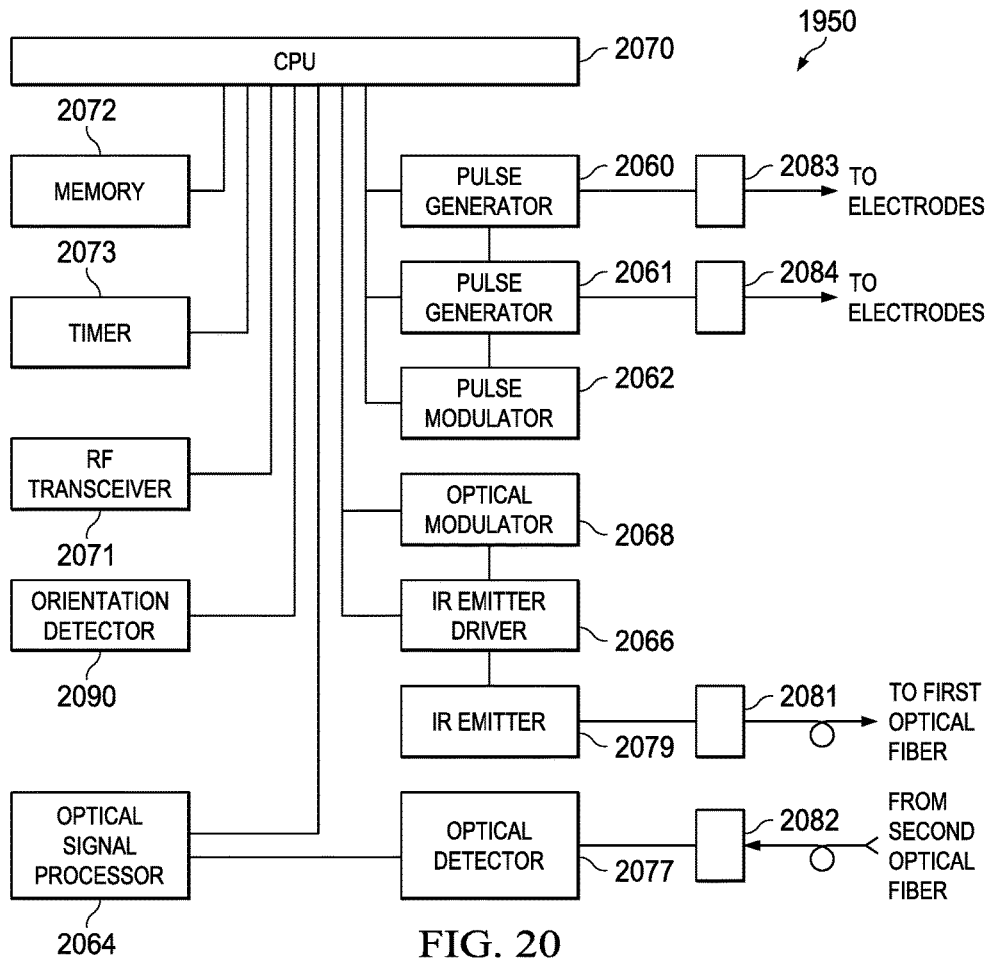 1950
CPU
2070
2072
MEMORY
2073
TIMER
RF
TRANSCEIVER
2071
ORIENTATION
DETECTOR
2090
OPTICAL
SIGNAL
PROCESSOR
2064
PULSE
GENERATOR
2060
2083
TO
ELECTRODES
PULSE
GENERATOR
2061
2084
TO
ELECTRODES
PULSE
MODULATOR
2062
OPTICAL
MODULATOR
2068
IR EMITTER
DRIVER
2066
IR EMITTER
2079
2081
TO FIRST
OPTICAL
FIBER
OPTICAL
DETECTOR
2077
2082
FROM
SECOND
OPTICAL
FIBER
FIG. 20